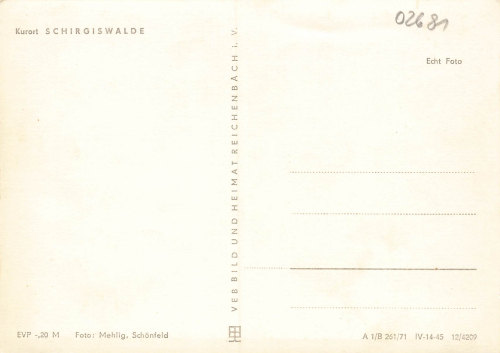 02681
Kurort SCHIRGISWALDE
Echt Foto
VEB BILD UND HEIMAT REICHENBACH i. V.
EVP -,20 M Foto: Mehlig, Schönfeld
A 1/B 261/71 IV-14-45 12/4209